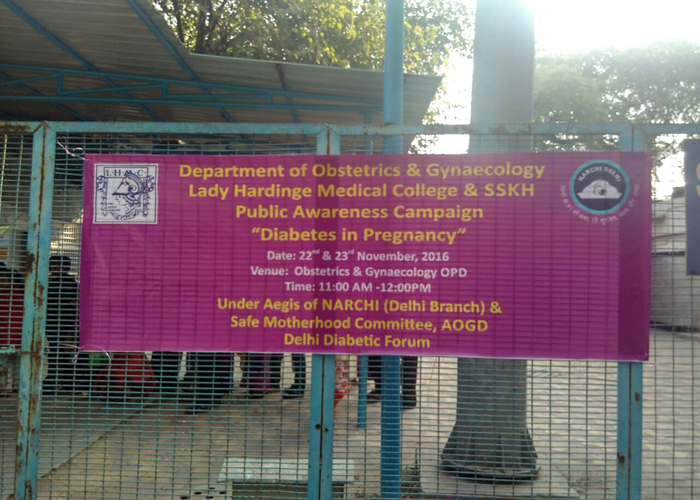 Department of Obstetrics & Gynaecology
Lady Hardinge Medical College & SSKH
Public Awareness Campaign
“Diabetes in Pregnancy”
Date: 22nd & 23rd November, 2016
Venue: Obstetrics & Gynaecology OPD
Time: 11:00 AM -12:00PM
Under Aegis of NARCHI (Delhi Branch) &
Safe Motherhood Committee, AOGD
Delhi Diabetic Forum
NARCHI DELHI